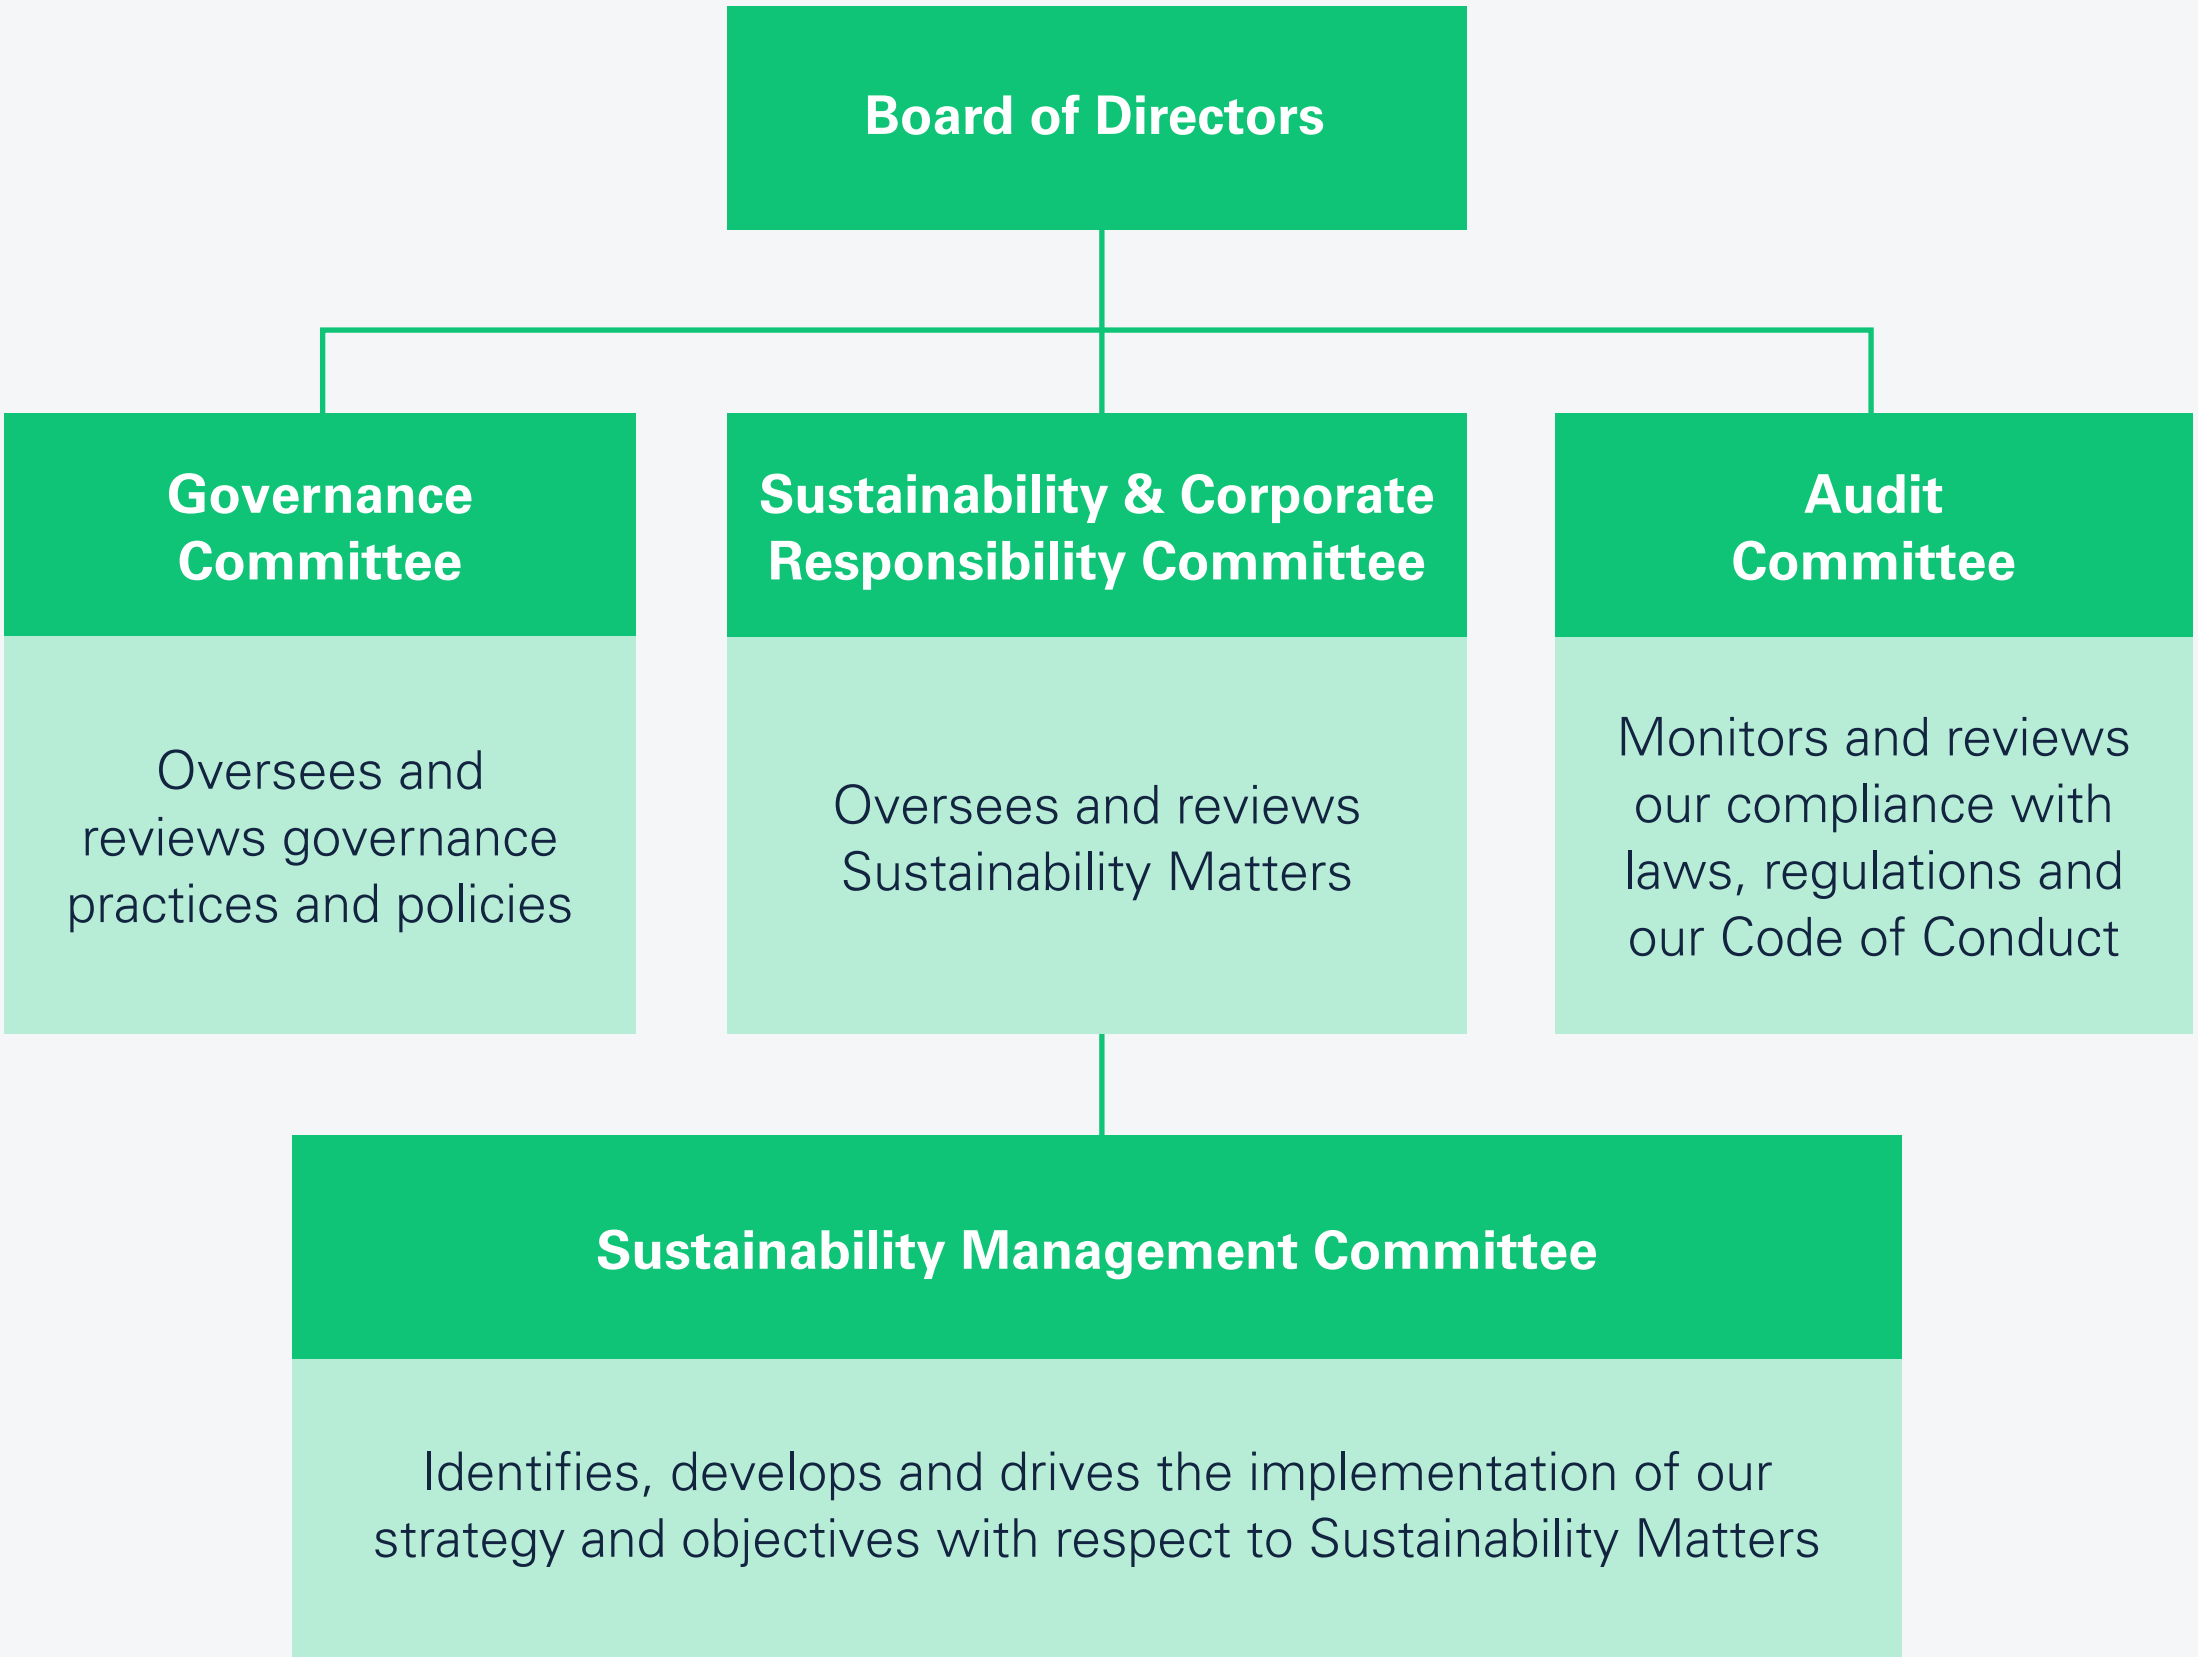 Board of Directors
Governance
Committee
Oversees and
reviews governance
practices and policies
Sustainability & Corporate
Responsibility Committee
Oversees and reviews
Sustainability Matters
Audit
Committee
Monitors and reviews
our compliance with
laws, regulations and
our Code of Conduct
Sustainability Management Committee
Identifies, develops and drives the implementation of our
strategy and objectives with respect to Sustainability Matters